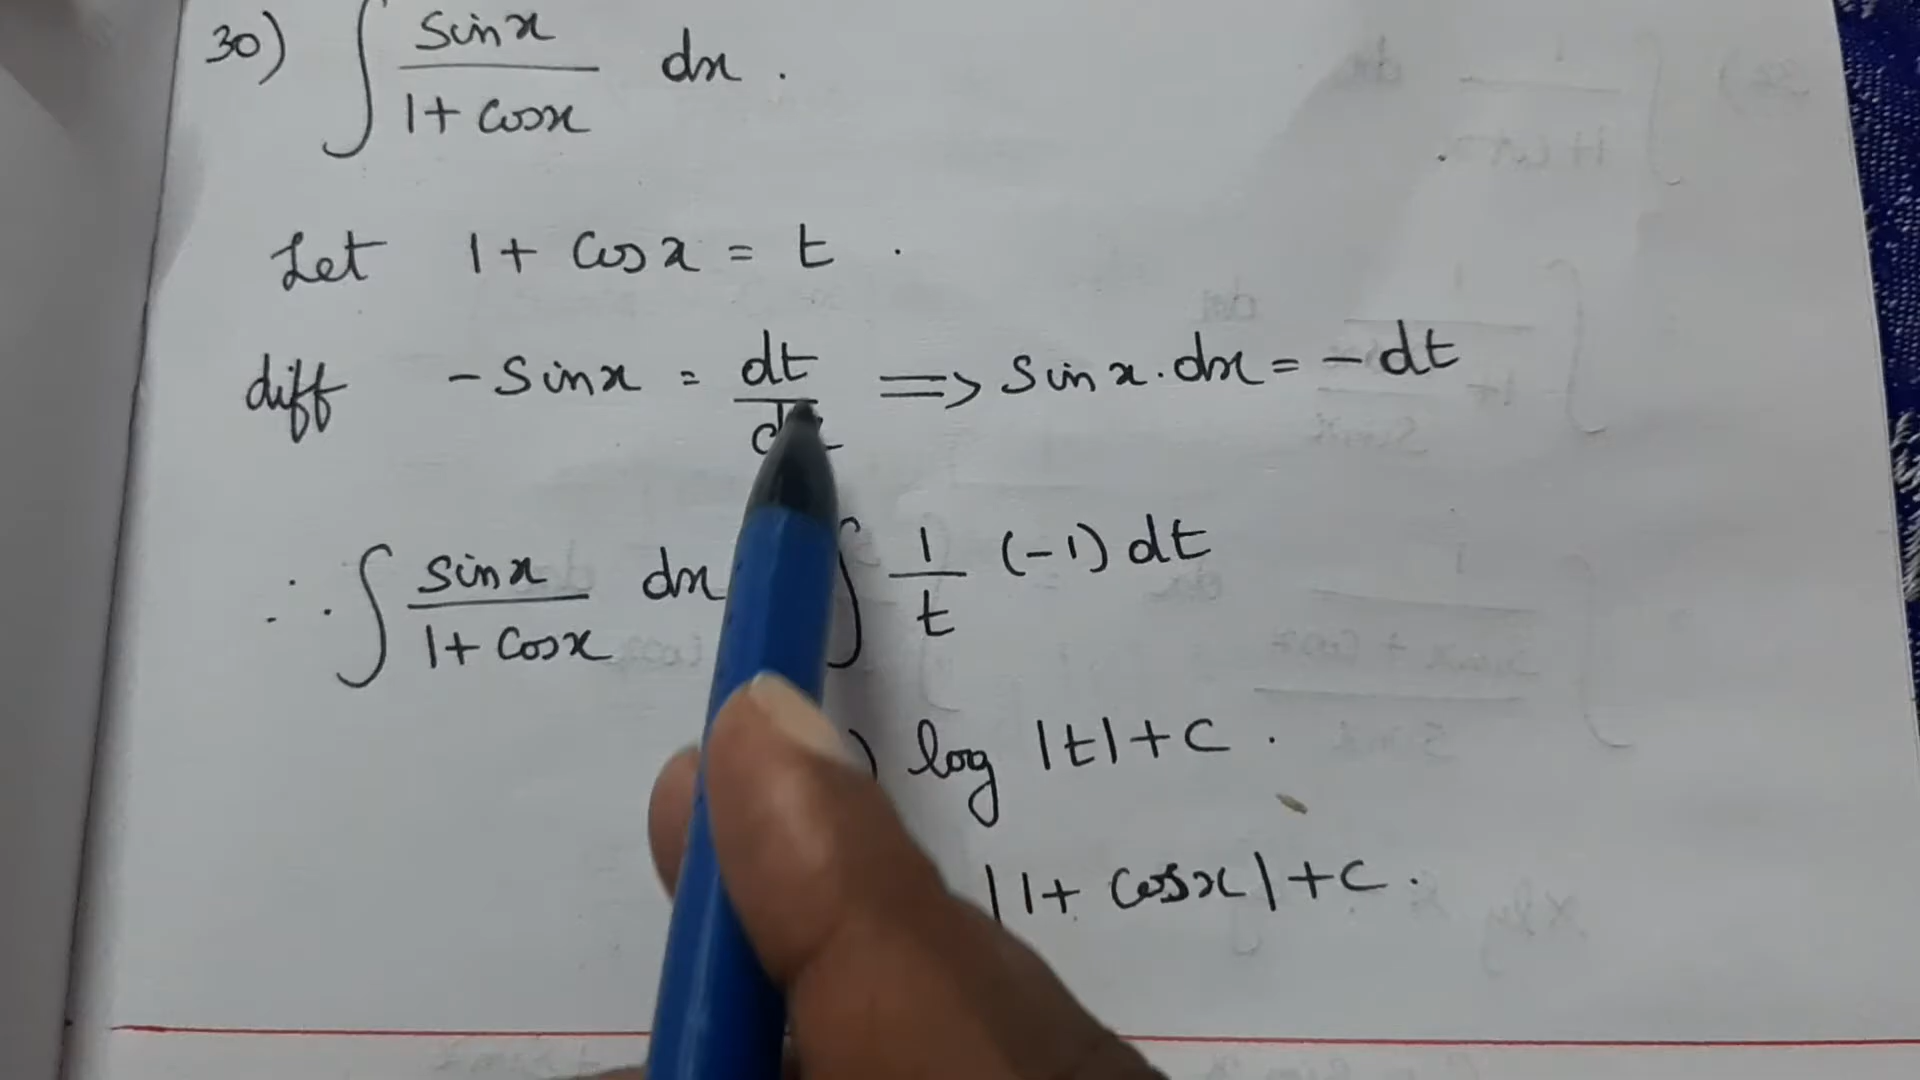 30) ∫ sinx / 1 + cosx dx .
Let 1 + cosx = t .
diff - sinx = dt / dx => sinx . dx = - dt
∴ ∫ sinx / 1 + cosx dx ∫ 1 / t (-1) dt
) log |t| + c .
|1 + cosx| + c .